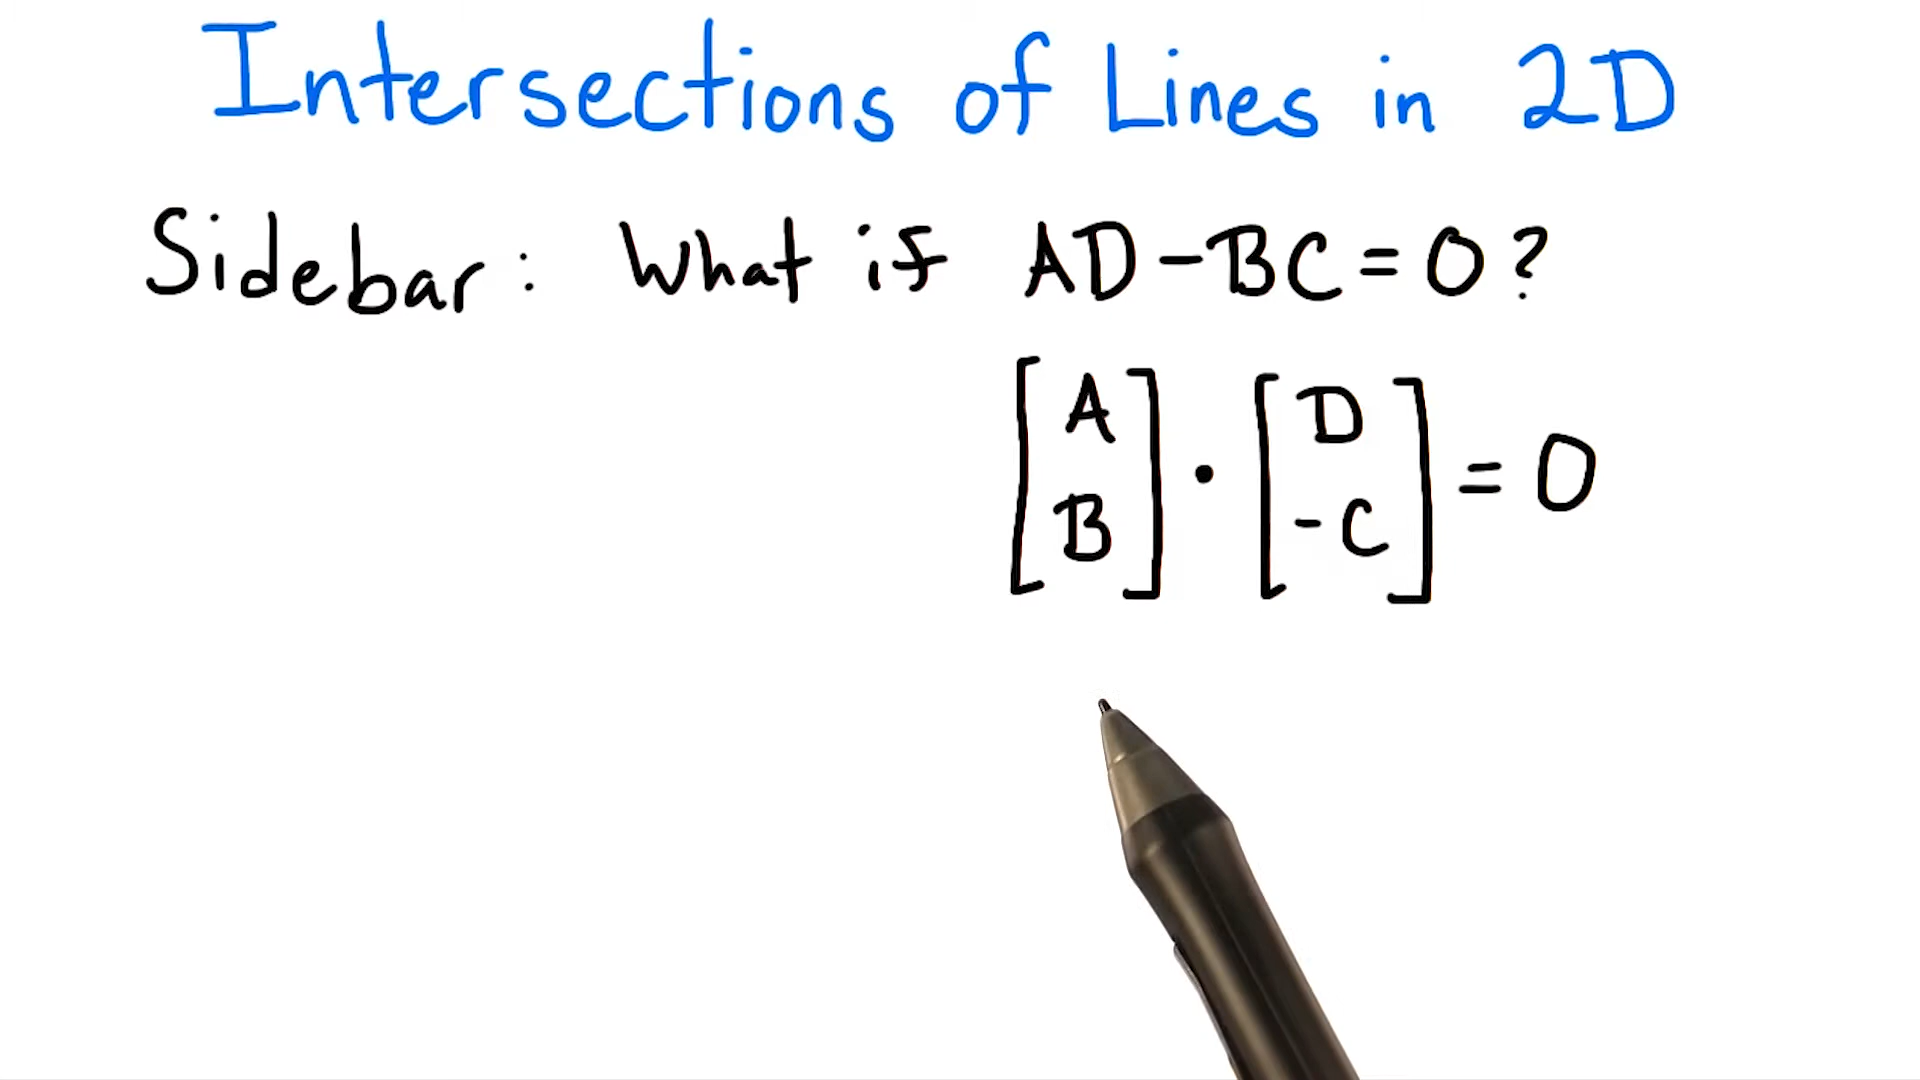 Intersections of Lines in 2D
Sidebar: What if AD-BC=0?
[A B] · [D -C] = 0